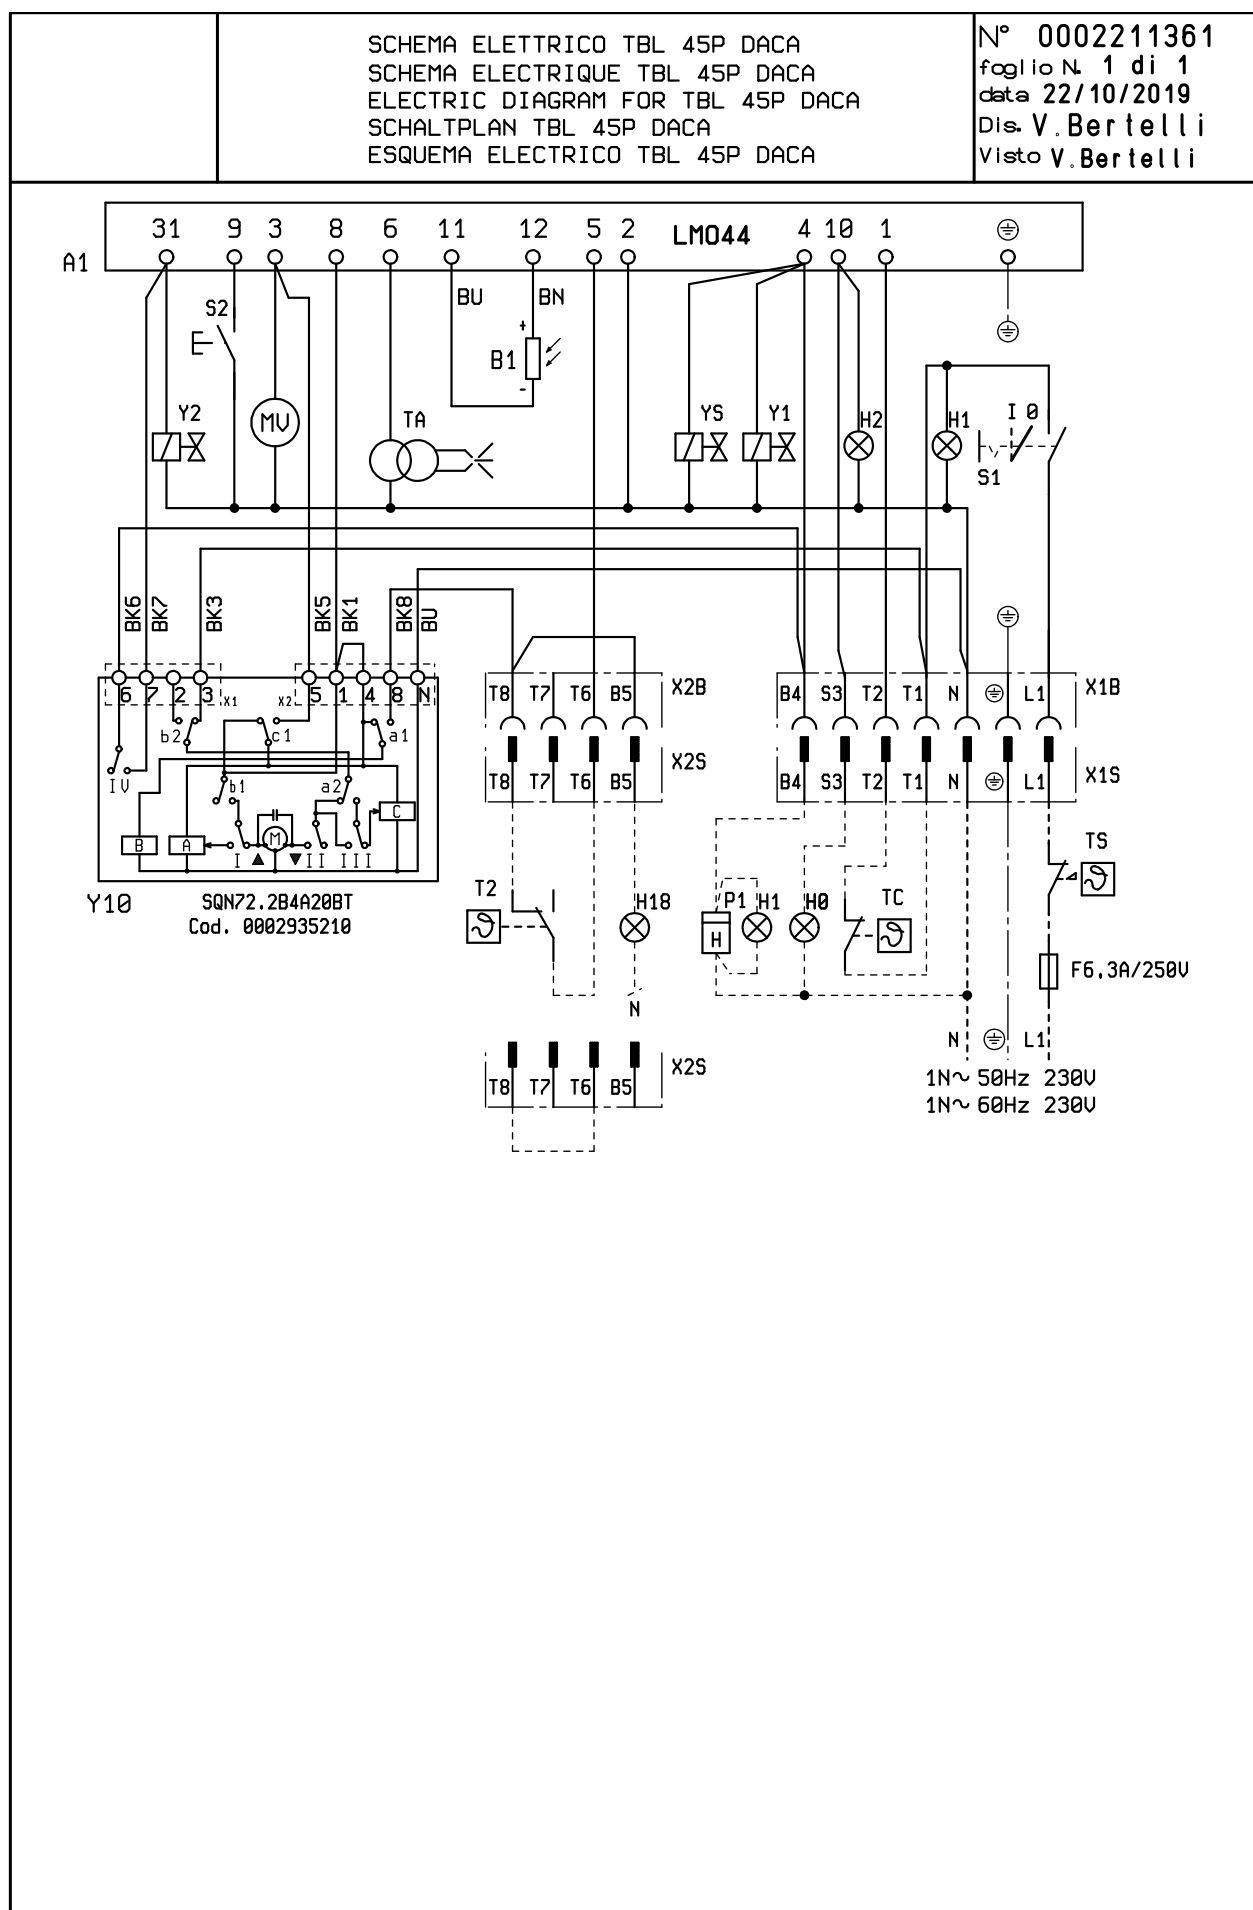 SCHEMA ELETTRICO TBL 45P DACA
SCHEMA ELECTRIQUE TBL 45P DACA
ELECTRIC DIAGRAM FOR TBL 45P DACA
SCHALTPLAN TBL 45P DACA
ESQUEMA ELECTRICO TBL 45P DACA
N° 0002211361
foglio N. 1 di 1
data 22/10/2019
Dis. V.Bertelli
Visto V.Bertelli
31 9 3 8 6 11 12 5 2 LMO44 4 10 1
A1
BU BN
S2
+
B1
-
Y2 MV TA YS Y1 H2 H1 I 0
S1
BK6 BK7 BK3 BK5 BK1 BK8 BU
6 7 2 3 X1 X2 5 1 4 8 N
T8 T7 T6 B5 X2B
B4 S3 T2 T1 N L1 X1B
b2 c1 a1
IV b1 a2
T8 T7 T6 B5 X2S
B4 S3 T2 T1 N L1 X1S
B A M C
I II III
TS
Y10 SQN72.2B4A20BT
Cod. 0002935210
T2 H18 P1 H1 H0 TC
H
F6.3A/250V
N
N L1
T8 T7 T6 B5 X2S
1N~ 50Hz 230V
1N~ 60Hz 230V